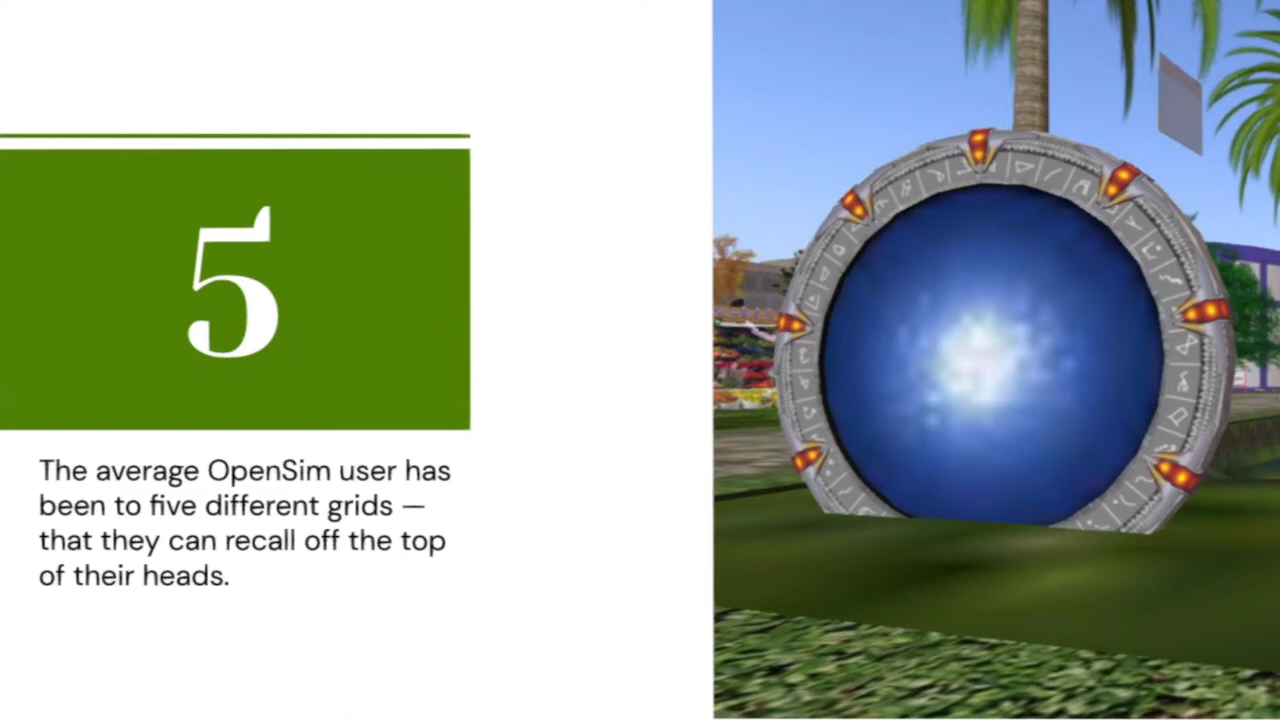 5
The average OpenSim user has
been to five different grids —
that they can recall off the top
of their heads.